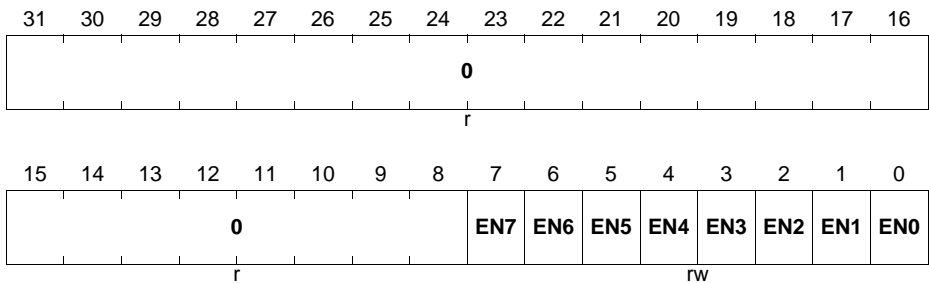 31 30 29 28 27 26 25 24 23 22 21 20 19 18 17 16
0
r
15 14 13 12 11 10 9 8 7 6 5 4 3 2 1 0
0 EN7 EN6 EN5 EN4 EN3 EN2 EN1 EN0
r rw